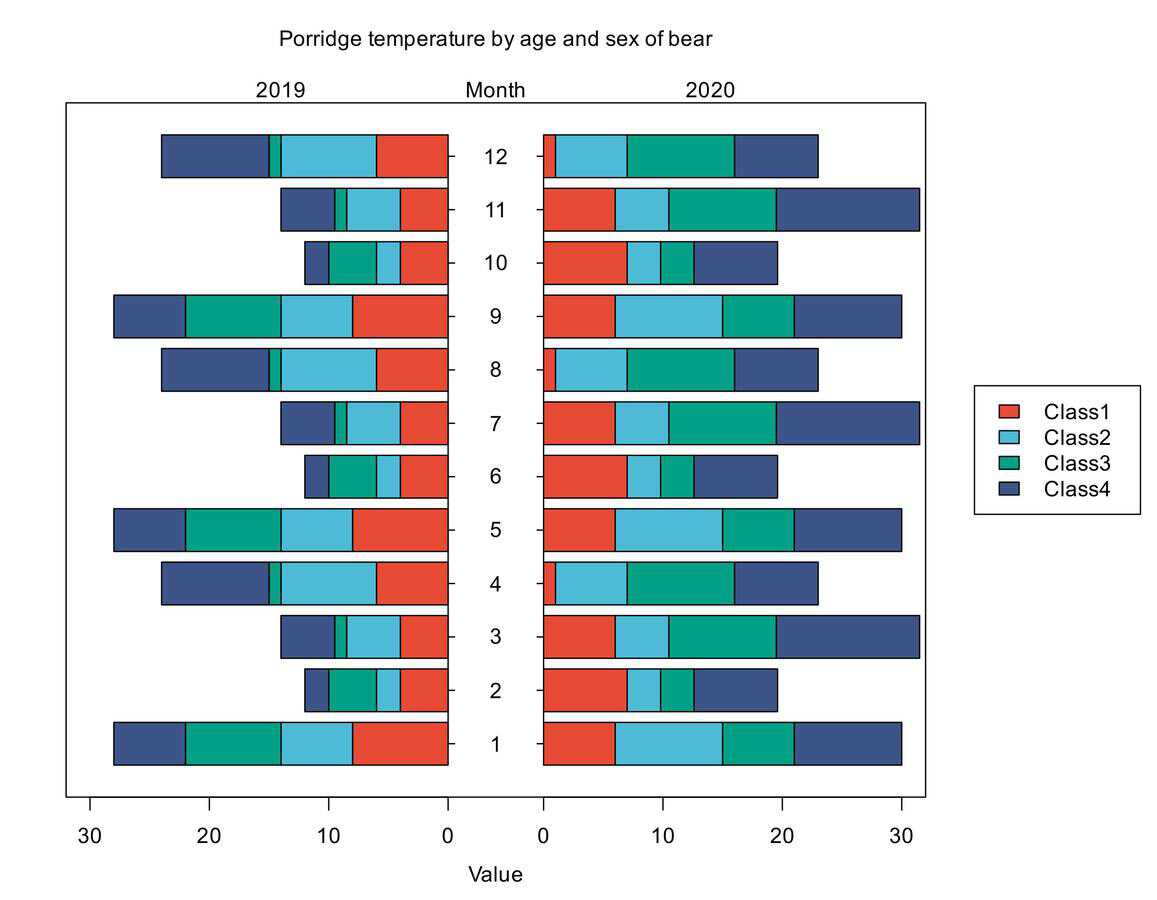 Porridge temperature by age and sex of bear
2019 Month 2020
12
11
10
9
8
7
6
5
4
3
2
1
Class1
Class2
Class3
Class4
30 20 10 0 0 10 20 30
Value